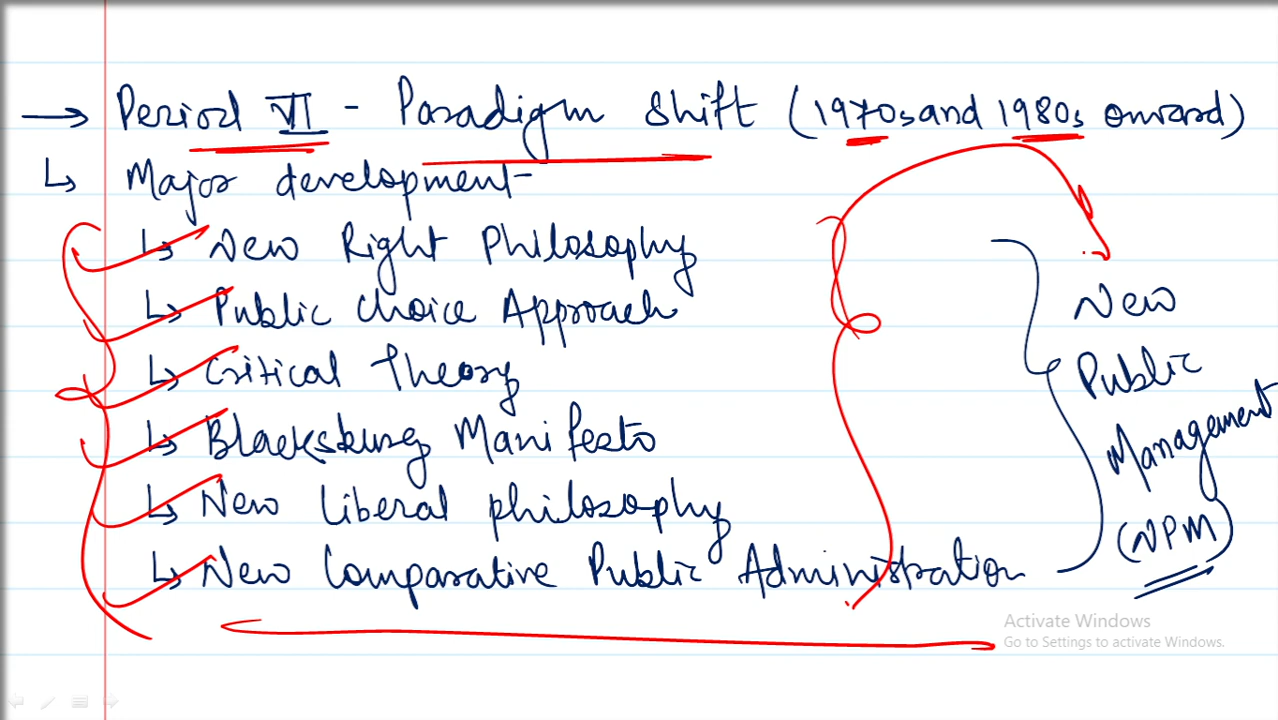 → Period VI - Paradigm shift (1970s and 1980s onward)
↳ Major development-
↳ New Right Philosophy
↳ Public choice Approach
↳ Critical Theory
↳ Blacksburg Manifesto
↳ New liberal philosophy
↳ New Comparative Public Administration
New
Public
Management
(NPM)
Activate Windows
Go to Settings to activate Windows.